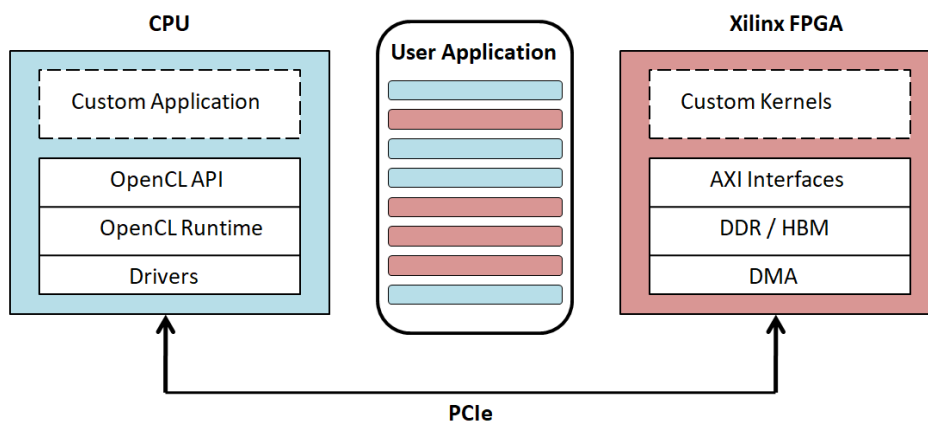 CPU
Custom Application
OpenCL API
OpenCL Runtime
Drivers
User Application
Xilinx FPGA
Custom Kernels
AXI Interfaces
DDR / HBM
DMA
PCIe